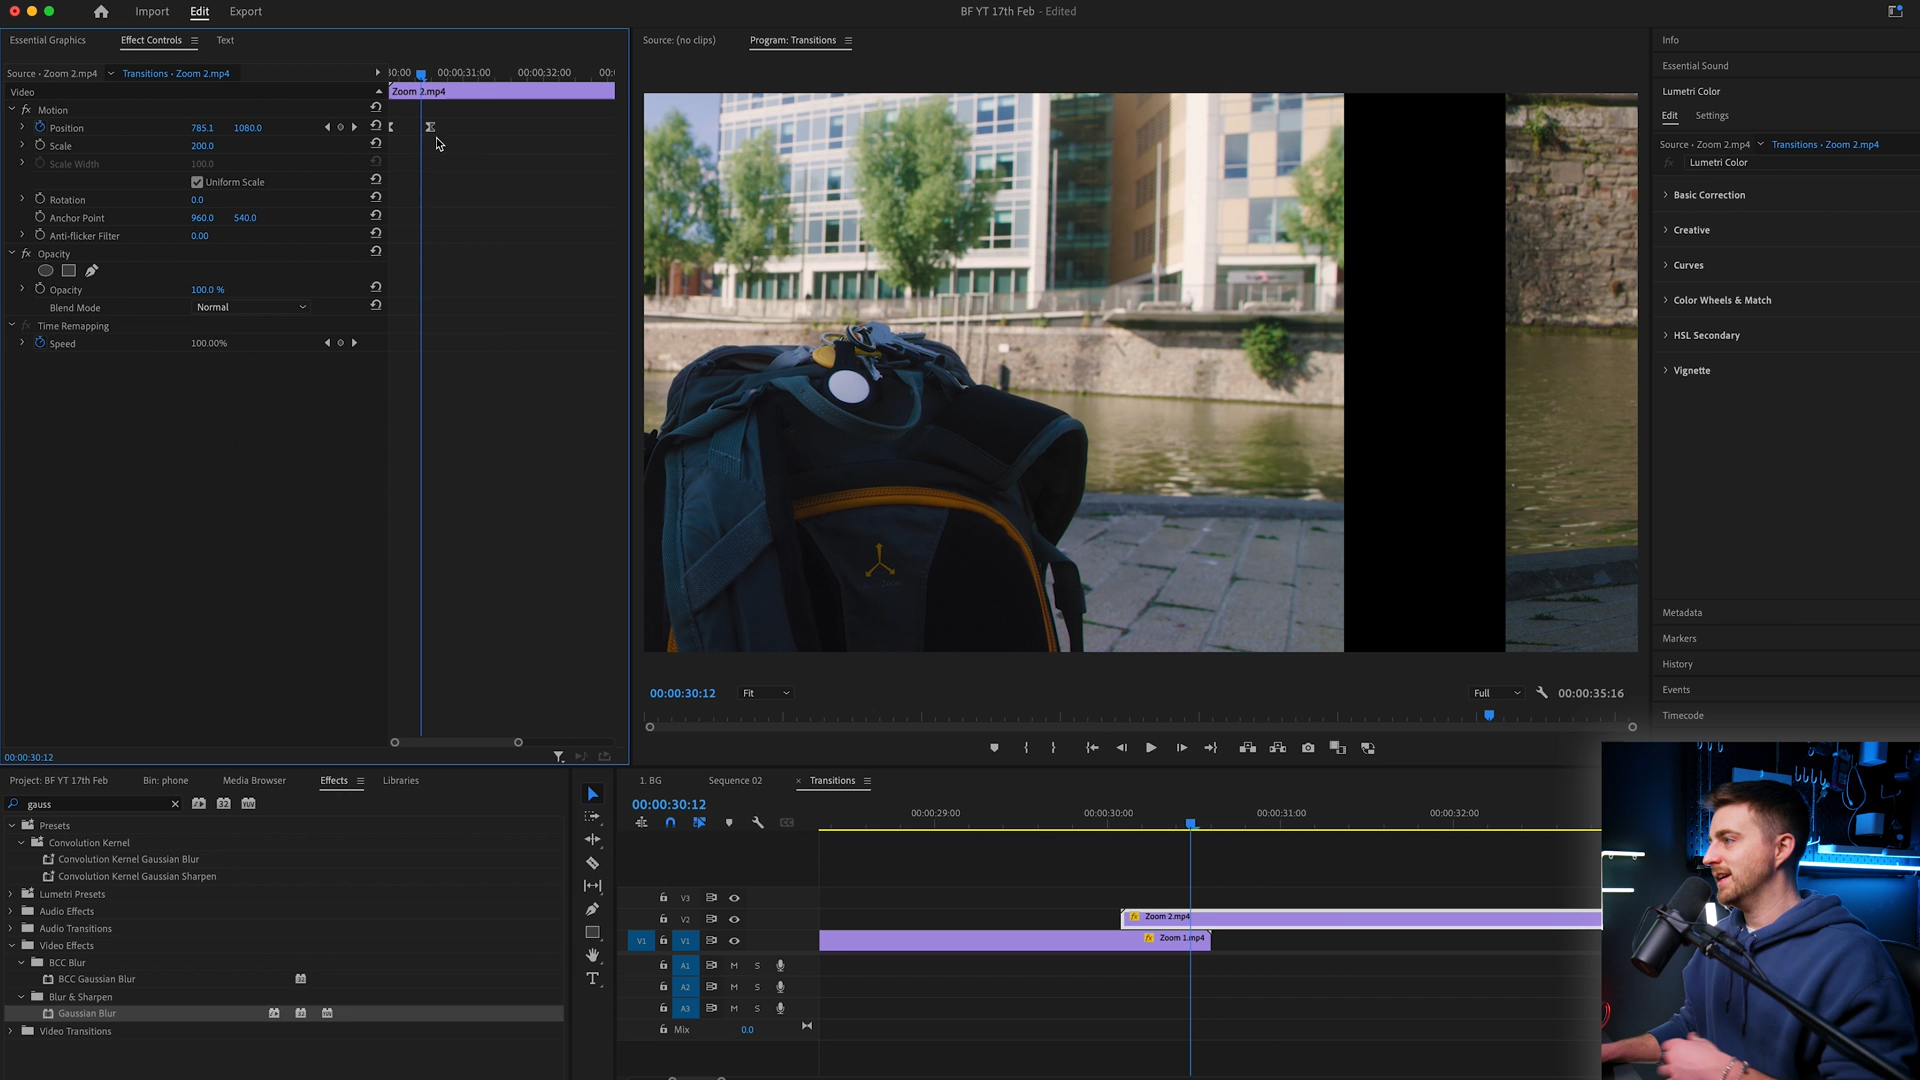 Import Edit Export BF YT 17th Feb - Edited
Essential Graphics Effect Controls Text
Source: (no clips) Program: Transitions
Info
Essential Sound
Lumetri Color
Edit Settings
Source • Zoom 2.mp4 Transitions • Zoom 2.mp4
Lumetri Color
Basic Correction
Creative
Curves
Color Wheels & Match
HSL Secondary
Vignette
Metadata
Markers
History
Events
Timecode
Source • Zoom 2.mp4 Transitions • Zoom 2.mp4 30:00 00:00:31:00 00:00:32:00 00:
Video Zoom 2.mp4
fx Motion
Position 785.1 1080.0
Scale 200.0
Scale Width 100.0
Uniform Scale
Rotation 0.0
Anchor Point 960.0 540.0
Anti-flicker Filter 0.00
fx Opacity
Opacity 100.0 %
Blend Mode Normal
Time Remapping
Speed 100.00%
00:00:30:12 Fit Full 00:00:35:16
00:00:30:12
Project: BF YT 17th Feb Bin: phone Media Browser Effects Libraries
gauss
Presets
Convolution Kernel
Convolution Kernel Gaussian Blur
Convolution Kernel Gaussian Sharpen
Lumetri Presets
Audio Effects
Audio Transitions
Video Effects
BCC Blur
BCC Gaussian Blur
Blur & Sharpen
Gaussian Blur
Video Transitions
1. BG Sequence 02 × Transitions
00:00:30:12
00:00:29:00 00:00:30:00 00:00:31:00 00:00:32:00
V3
V2 fx Zoom 2.mp4
V1 V1 fx Zoom 1.mp4
A1 M S
A2 M S
A3 M S
Mix 0.0